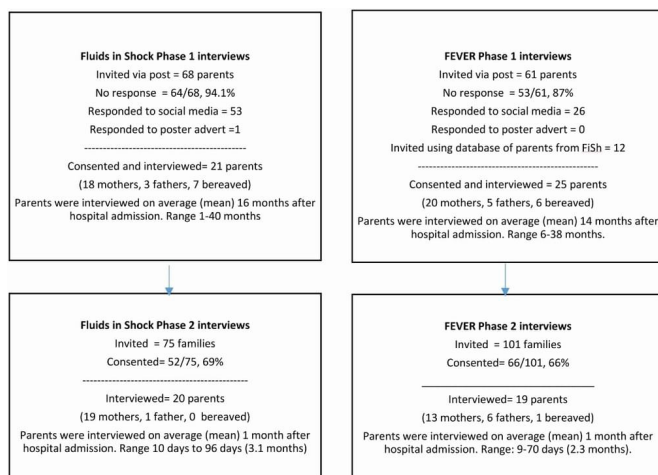 Fluids in Shock Phase 1 interviews
Invited via post = 68 parents
No response = 64/68, 94.1%
Responded to social media = 53
Responded to poster advert =1
--------------------------------------------
Consented and interviewed= 21 parents
(18 mothers, 3 fathers, 7 bereaved)
Parents were interviewed on average (mean) 16 months after
hospital admission. Range 1-40 months
FEVER Phase 1 interviews
Invited via post = 61 parents
No response = 53/61, 87%
Responded to social media = 26
Responded to poster advert = 0
Invited using database of parents from FiSh = 12
--------------------------------------------
Consented and interviewed = 25 parents
(20 mothers, 5 fathers, 6 bereaved)
Parents were interviewed on average (mean) 14 months after
hospital admission. Range 6-38 months.
Fluids in Shock Phase 2 interviews
Invited = 75 families
Consented= 52/75, 69%
--------------------------------------------
Interviewed= 20 parents
(19 mothers, 1 father, 0 bereaved)
Parents were interviewed on average (mean) 1 month after
hospital admission. Range 10 days to 96 days (3.1 months)
FEVER Phase 2 interviews
Invited = 101 families
Consented= 66/101, 66%
Interviewed= 19 parents
(13 mothers, 6 fathers, 1 bereaved)
Parents were interviewed on average (mean) 1 month after
hospital admission. Range: 9-70 days (2.3 months).